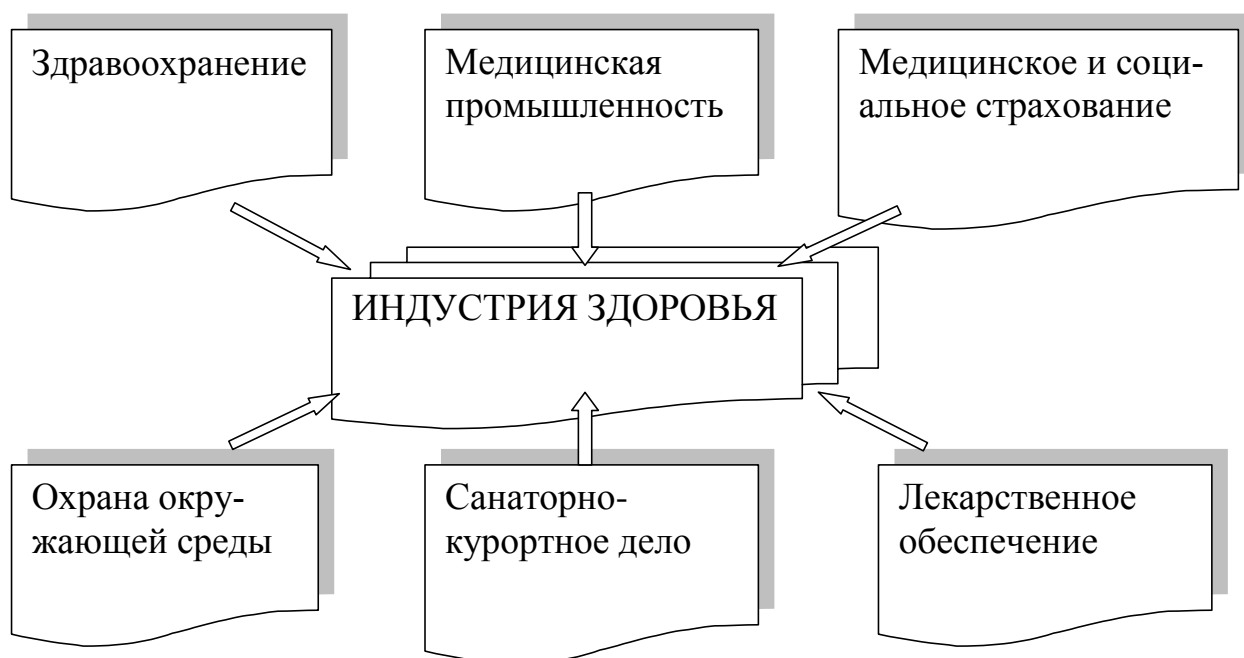 Здравоохранение
Медицинская
промышленность
Медицинское и соци-
альное страхование
ИНДУСТРИЯ ЗДОРОВЬЯ
Охрана окру-
жающей среды
Санаторно-
курортное дело
Лекарственное
обеспечение